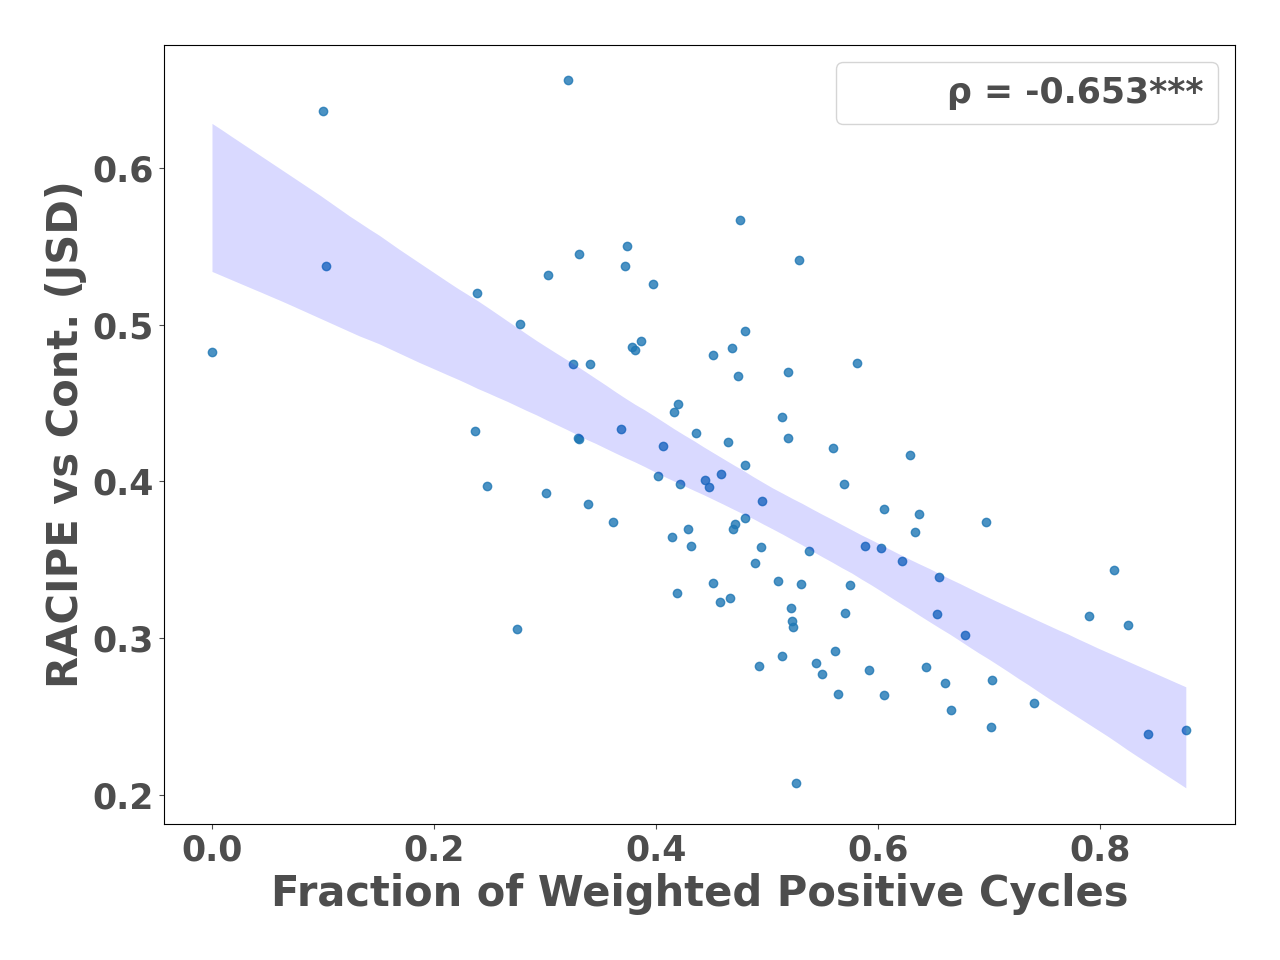 ρ = -0.653***
RACIPE vs Cont. (JSD)
0.6
0.5
0.4
0.3
0.2
0.0 0.2 0.4 0.6 0.8
Fraction of Weighted Positive Cycles